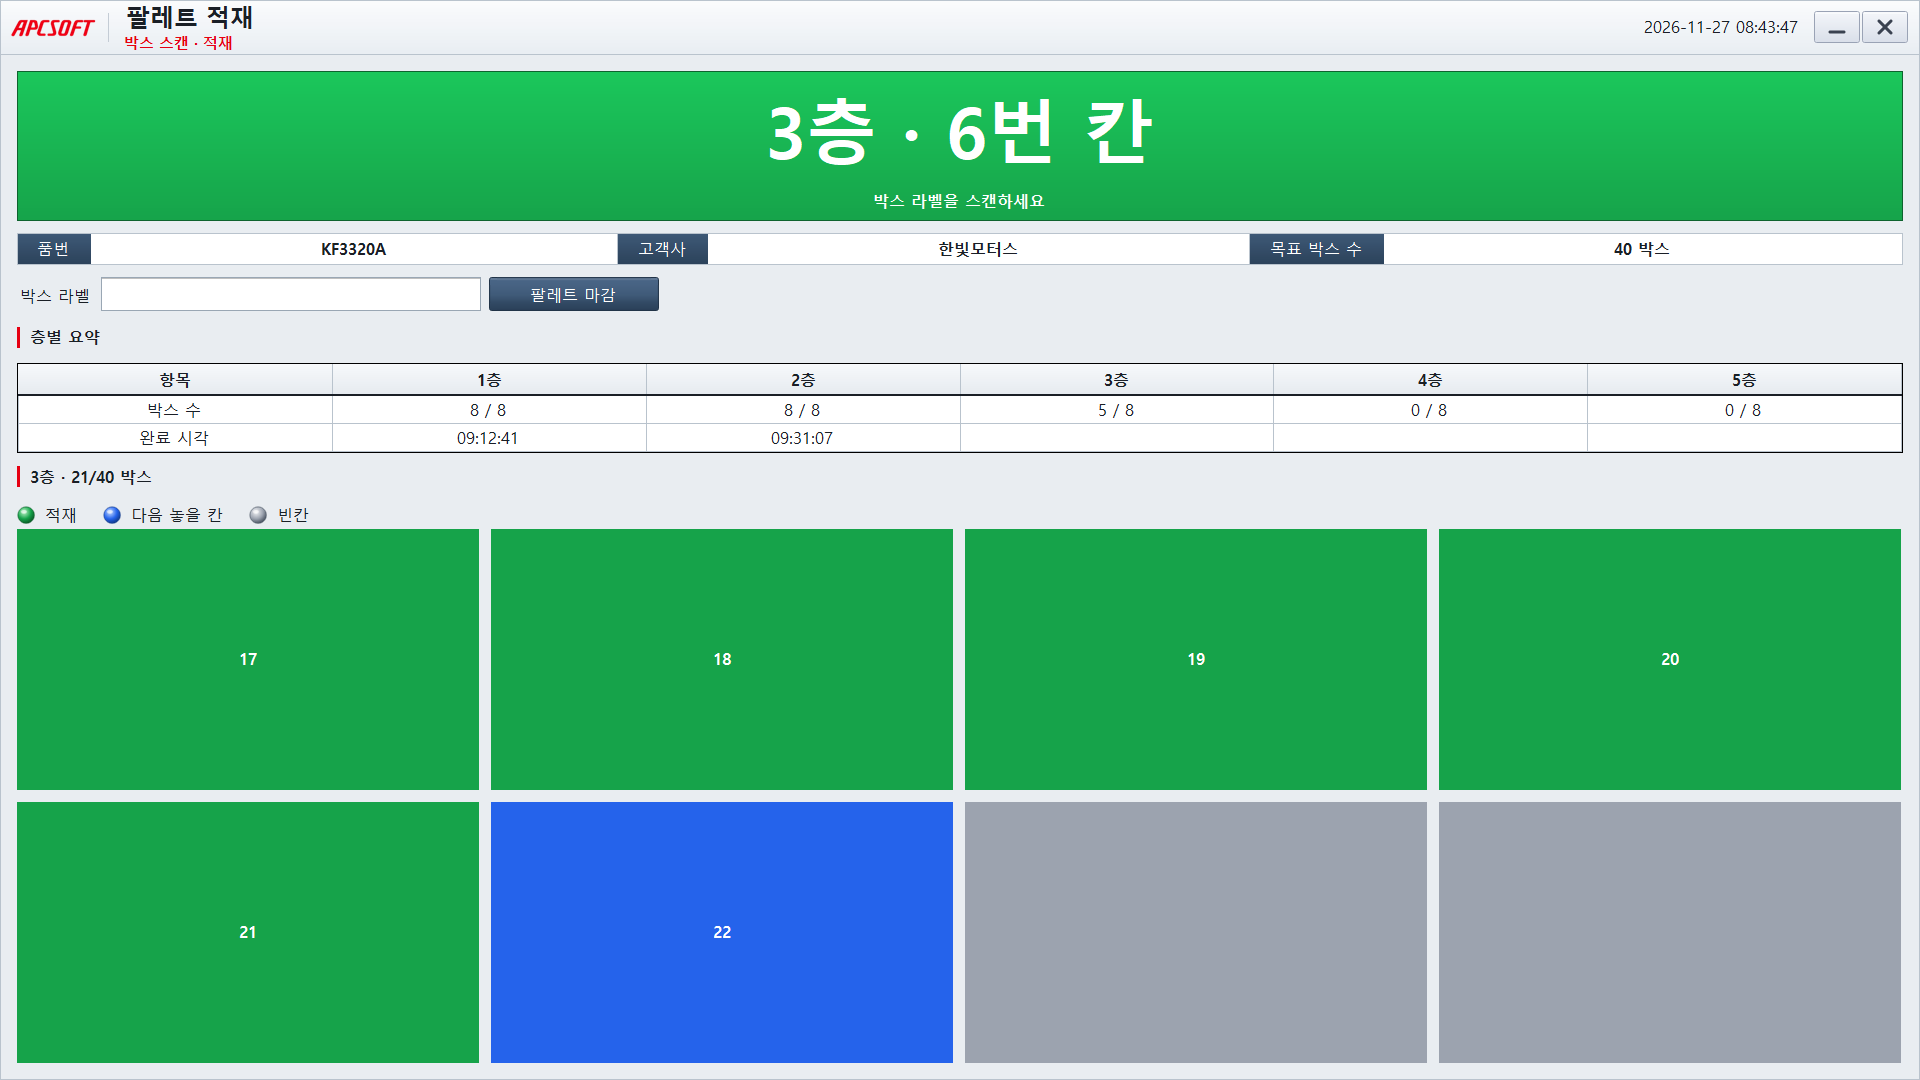 APCSOFT
팔레트 적재
박스 스캔 · 적재
2026-11-27 08:43:47
3층 · 6번 칸
박스 라벨을 스캔하세요
품번 KF3320A 고객사 한빛모터스 목표 박스 수 40 박스
박스 라벨 팔레트 마감
층별 요약
항목 1층 2층 3층 4층 5층
박스 수 8 / 8 8 / 8 5 / 8 0 / 8 0 / 8
완료 시각 09:12:41 09:31:07
3층 · 21/40 박스
적재 다음 놓을 칸 빈칸
17 18 19 20
21 22